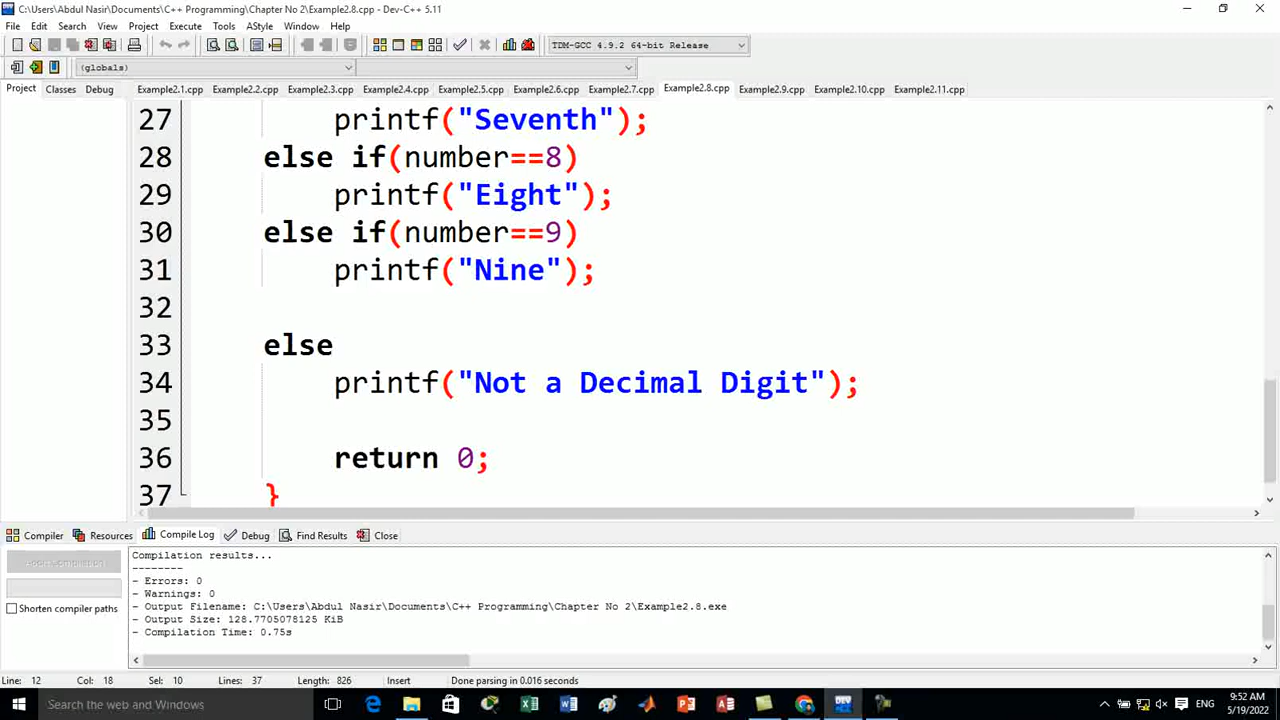 C:\Users\Abdul Nasir\Documents\C++ Programming\Chapter No 2\Example2.8.cpp - Dev-C++ 5.11
File Edit Search View Project Execute Tools AStyle Window Help
TDM-GCC 4.9.2 64-bit Release
(globals)
Project Classes Debug Example2.1.cpp Example2.2.cpp Example2.3.cpp Example2.4.cpp Example2.5.cpp Example2.6.cpp Example2.7.cpp Example2.8.cpp Example2.9.cpp Example2.10.cpp Example2.11.cpp
27 printf("Seventh");
28 else if(number==8)
29 printf("Eight");
30 else if(number==9)
31 printf("Nine");
32
33 else
34 printf("Not a Decimal Digit");
35
36 return 0;
37 }
Compiler Resources Compile Log Debug Find Results Close
Abort Compilation
Shorten compiler paths
Compilation results...
--------
- Errors: 0
- Warnings: 0
- Output Filename: C:\Users\Abdul Nasir\Documents\C++ Programming\Chapter No 2\Example2.8.exe
- Output Size: 128.7705078125 KiB
- Compilation Time: 0.75s
Line: 12 Col: 18 Sel: 10 Lines: 37 Length: 826 Insert Done parsing in 0.016 seconds
Search the web and Windows
DEV
ENG
9:52 AM
5/19/2022